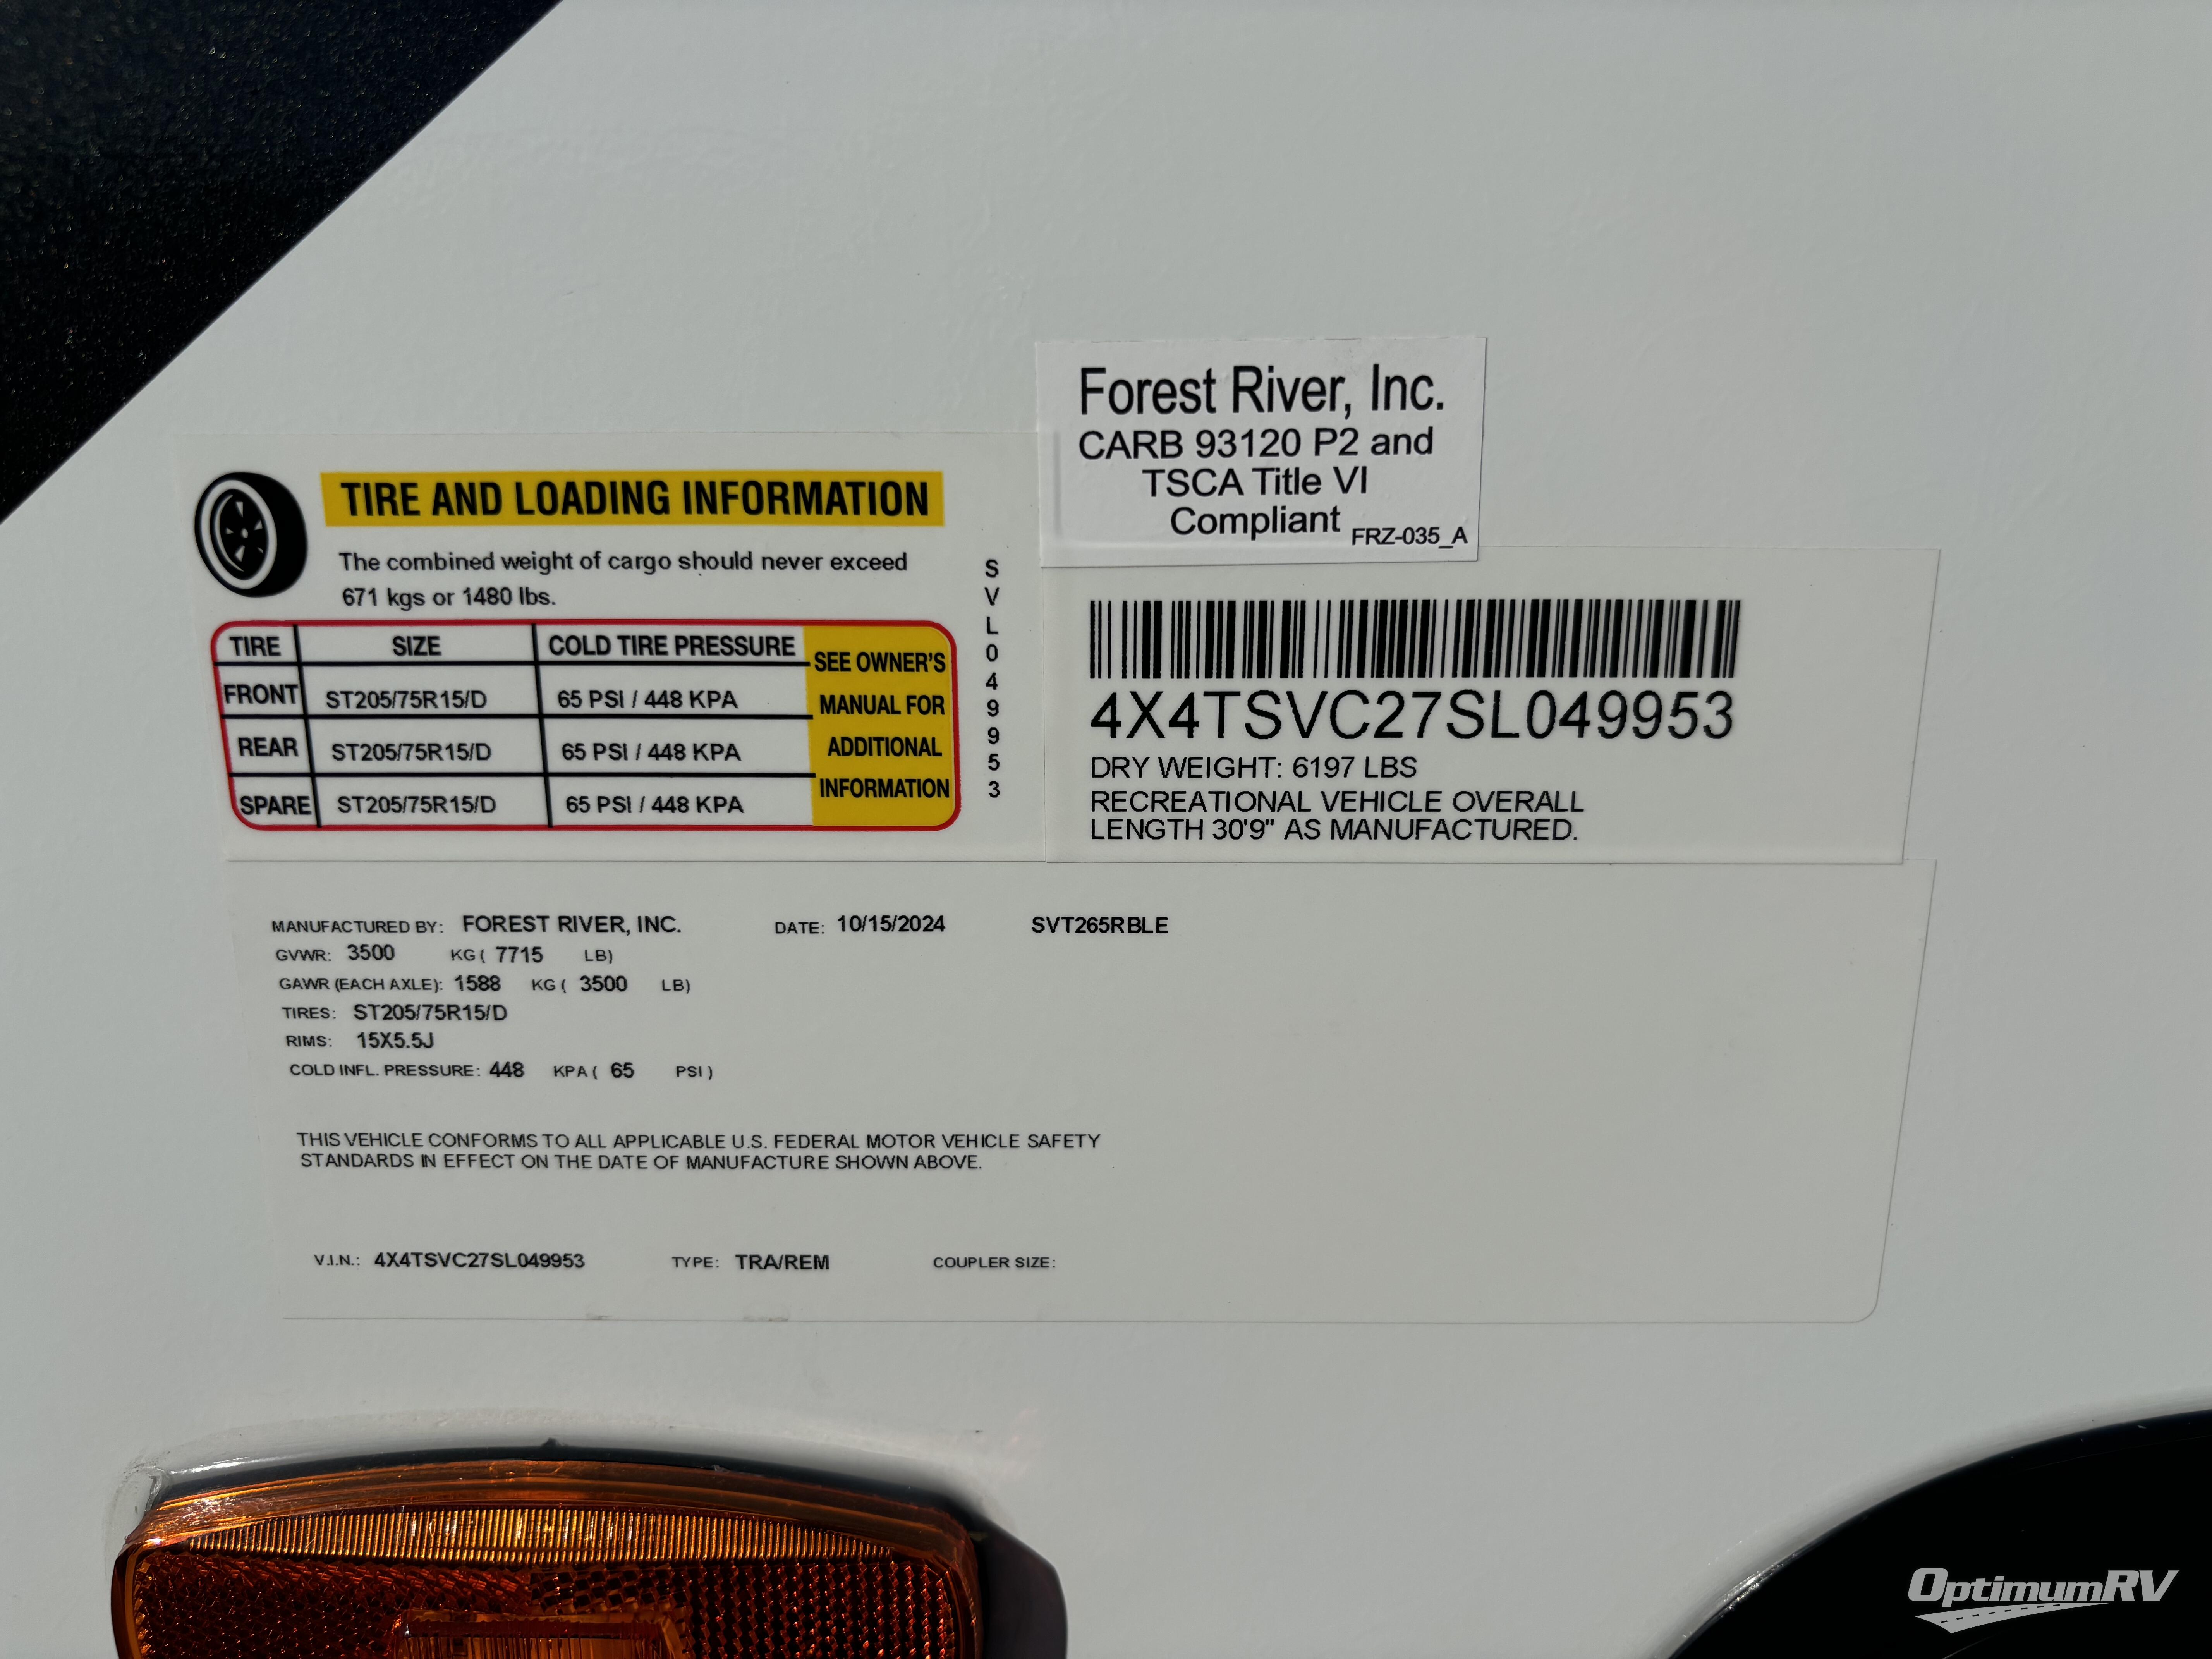 Forest River, Inc.
CARB 93120 P2 and
TSCA Title VI
Compliant FRZ-035_A
TIRE AND LOADING INFORMATION
The combined weight of cargo should never exceed
671 kgs or 1480 lbs.
TIRE SIZE COLD TIRE PRESSURE
FRONT ST205/75R15/D 65 PSI / 448 KPA
REAR ST205/75R15/D 65 PSI / 448 KPA
SPARE ST205/75R15/D 65 PSI / 448 KPA
SEE OWNER'S
MANUAL FOR
ADDITIONAL
INFORMATION
SVL049953
4X4TSVC27SL049953
DRY WEIGHT: 6197 LBS
RECREATIONAL VEHICLE OVERALL
LENGTH 30'9" AS MANUFACTURED.
MANUFACTURED BY: FOREST RIVER, INC. DATE: 10/15/2024 SVT265RBLE
GVWR: 3500 KG ( 7715 LB)
GAWR (EACH AXLE): 1588 KG ( 3500 LB)
TIRES: ST205/75R15/D
RIMS: 15X5.5J
COLD INFL. PRESSURE: 448 KPA ( 65 PSI )
THIS VEHICLE CONFORMS TO ALL APPLICABLE U.S. FEDERAL MOTOR VEHICLE SAFETY
STANDARDS IN EFFECT ON THE DATE OF MANUFACTURE SHOWN ABOVE.
V.I.N.: 4X4TSVC27SL049953 TYPE: TRA/REM COUPLER SIZE:
OptimumRV